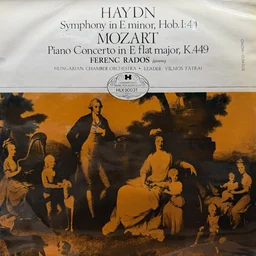 HAYDN
Symphony in E minor, Hob. I:44
MOZART
Piano Concerto in E flat major, K.449
FERENC RADOS
HUNGARIAN CHAMBER ORCHESTRA • LEADER: VILMOS TÁTRAI